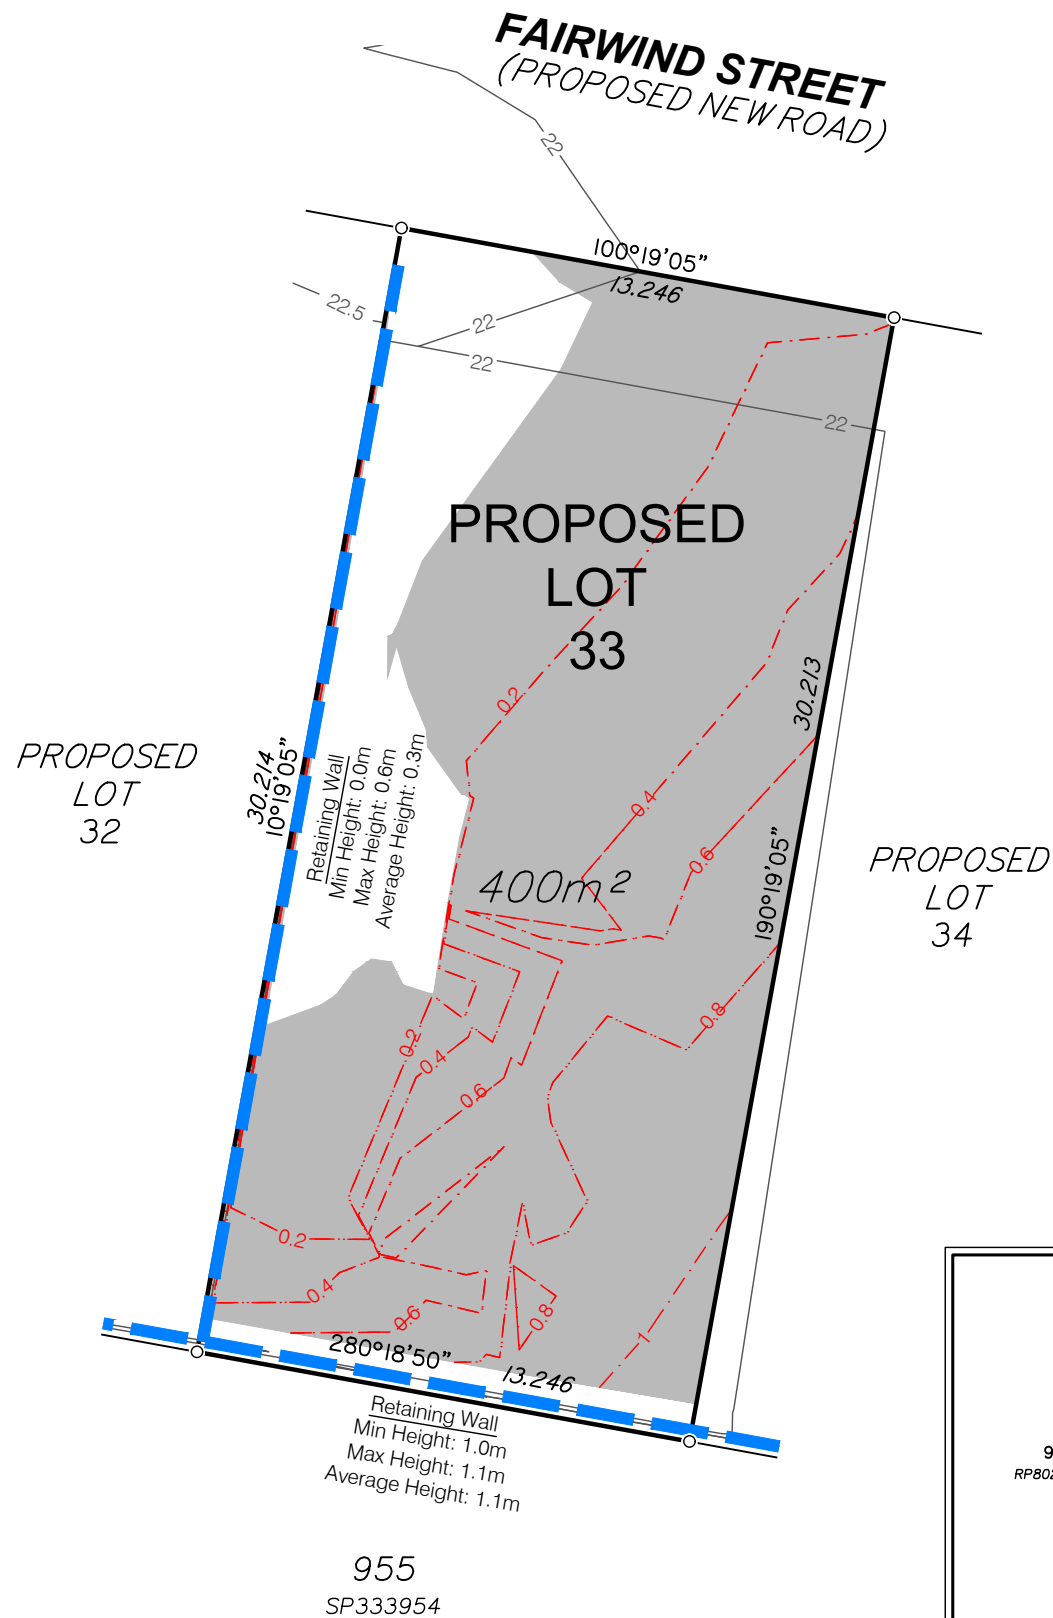 FAIRWIND STREET
(PROPOSED NEW ROAD)
22
100°19'05"
13.246
22.5
22
22
22
PROPOSED
LOT
33
0.2
30.213
PROPOSED
LOT
32
30.214
10°19'05"
Retaining Wall
Min Height: 0.0m
Max Height: 0.6m
Average Height: 0.3m
0.4
0.6
400m²
190°19'05"
PROPOSED
LOT
34
0.8
0.2
0.4
0.6
0.2
0.4
0.6
0.8
1
280°18'50"
13.246
Retaining Wall
Min Height: 1.0m
Max Height: 1.1m
Average Height: 1.1m
955
SP333954